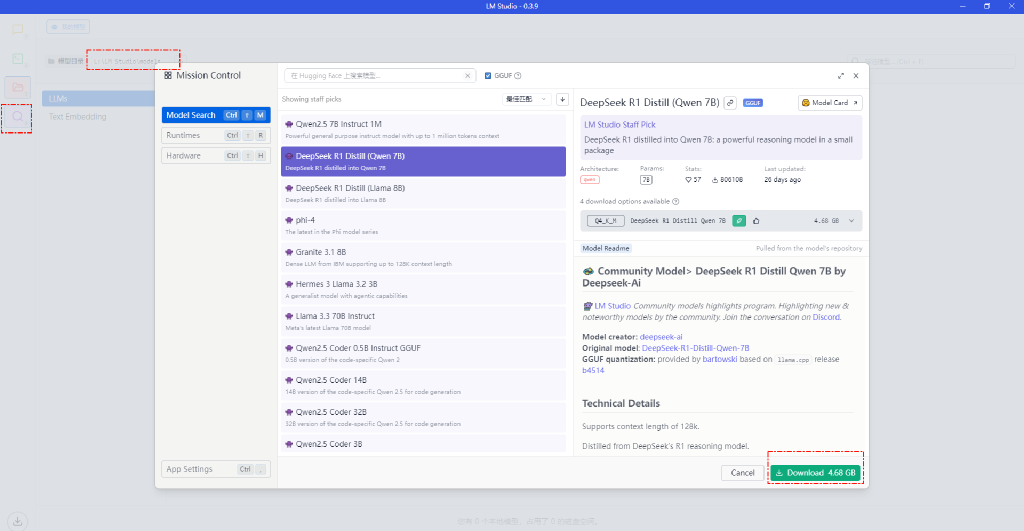 LM Studio - 0.3.9
模型目录
Mission Control
Model Search Ctrl ⇧ M
Runtimes Ctrl ⇧ R
Hardware Ctrl ⇧ H
App Settings Ctrl ,
LLMs
Text Embedding
在 Hugging Face 上搜索模型...
GGUF
Showing staff picks
最佳匹配
Qwen2.5 7B Instruct 1M
Powerful general purpose instruct model with up to 1 million tokens context
DeepSeek R1 Distill (Qwen 7B)
DeepSeek R1 distilled into Qwen 7B
DeepSeek R1 Distill (Llama 8B)
DeepSeek R1 distilled into Llama 8B
phi-4
The latest in the Phi model series
Granite 3.1 8B
Dense LLM from IBM supporting up to 128K context length
Hermes 3 Llama 3.2 3B
A generalist model with agentic capabilities
Llama 3.3 70B Instruct
Meta's latest Llama 70B model
Qwen2.5 Coder 0.5B Instruct GGUF
0.5B version of the code-specific Qwen 2
Qwen2.5 Coder 14B
14B version of the code-specific Qwen 2.5 for code generation
Qwen2.5 Coder 32B
32B version of the code-specific Qwen 2.5 for code generation
Qwen2.5 Coder 3B
DeepSeek R1 Distill (Qwen 7B) GGUF
Model Card
LM Studio Staff Pick
DeepSeek R1 distilled into Qwen 7B: a powerful reasoning model in a small
package
Architecture: Params: Stats: Last updated:
qwen2 7B 57 806108 26 days ago
4 download options available
Q4_K_M DeepSeek R1 Distill Qwen 7B 4.68 GB
Model Readme Pulled from the model's repository
Community Model> DeepSeek R1 Distill Qwen 7B by
Deepseek-Ai
LM Studio Community models highlights program. Highlighting new &
noteworthy models by the community. Join the conversation on Discord.
Model creator: deepseek-ai
Original model: DeepSeek-R1-Distill-Qwen-7B
GGUF quantization: provided by bartowski based on llama.cpp release
b4514
Technical Details
Supports context length of 128k.
Distilled from DeepSeek's R1 reasoning model.
Cancel
Download 4.68 GB